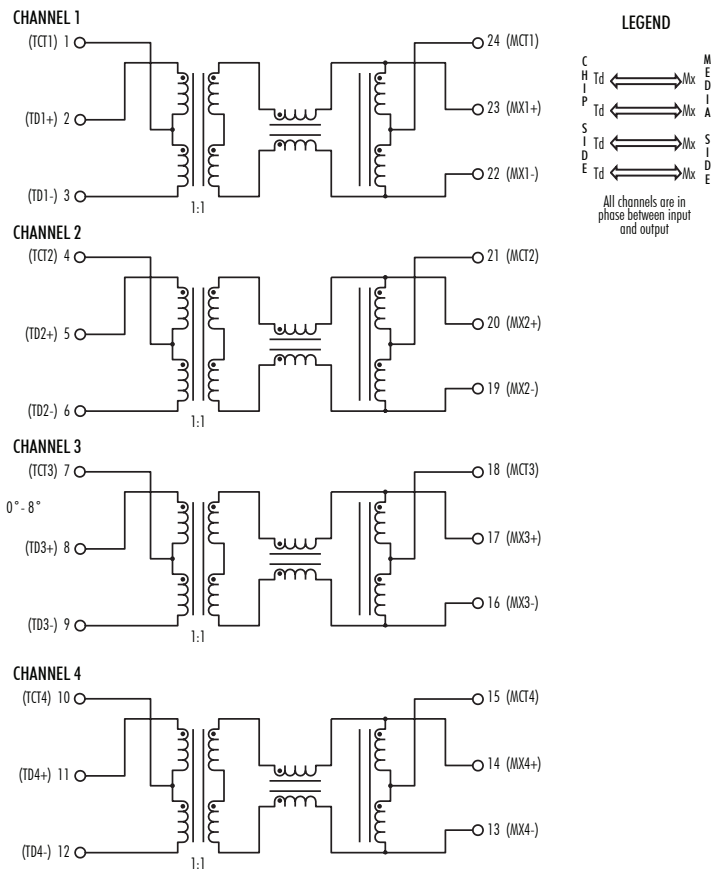 CHANNEL 1
(TCT1) 1
24 (MCT1)
(TD1+) 2
23 (MX1+)
(TD1-) 3
22 (MX1-)
1:1
CHANNEL 2
(TCT2) 4
21 (MCT2)
(TD2+) 5
20 (MX2+)
(TD2-) 6
19 (MX2-)
1:1
CHANNEL 3
(TCT3) 7
18 (MCT3)
0°-8°
(TD3+) 8
17 (MX3+)
(TD3-) 9
16 (MX3-)
1:1
CHANNEL 4
(TCT4) 10
15 (MCT4)
(TD4+) 11
14 (MX4+)
(TD4-) 12
13 (MX4-)
1:1
LEGEND
CHIP SIDE
Td Mx
Td Mx
Td Mx
Td Mx
MEDIA SIDE
All channels are in
phase between input
and output